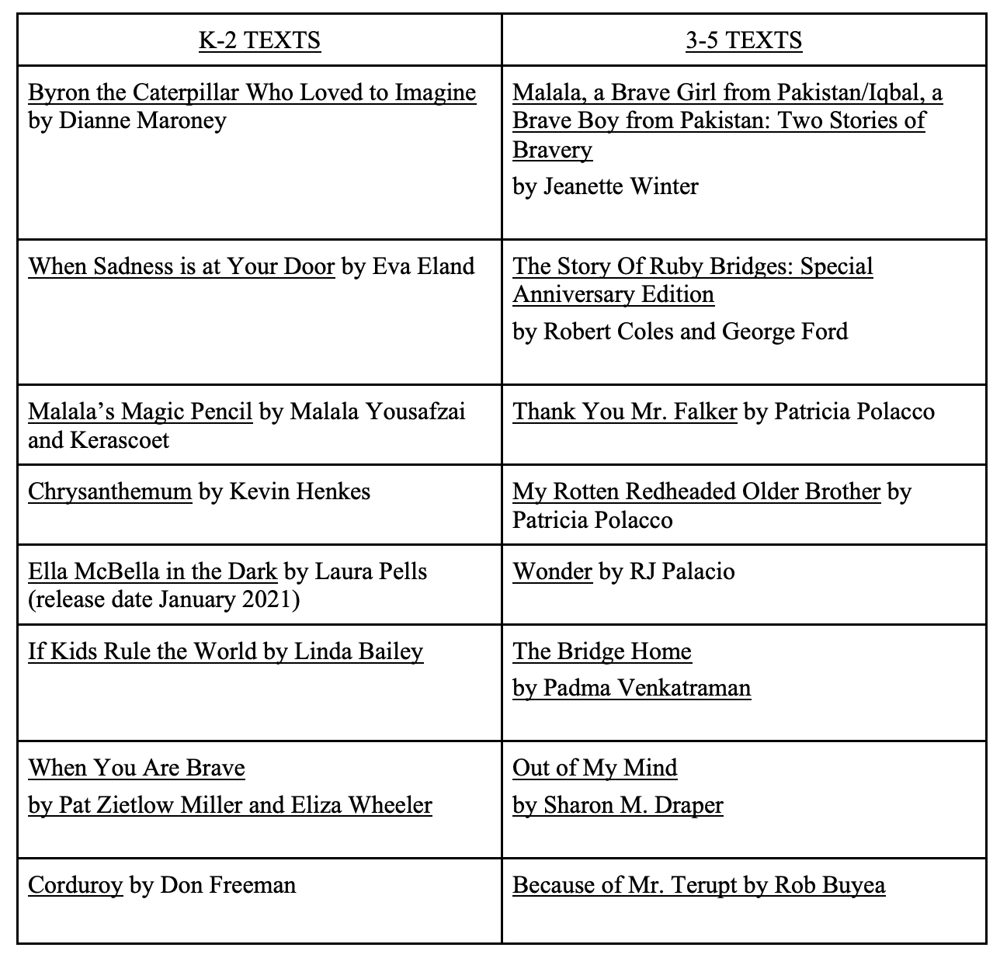 K-2 TEXTS
3-5 TEXTS
Byron the Caterpillar Who Loved to Imagine
by Dianne Maroney
Malala, a Brave Girl from Pakistan/Iqbal, a
Brave Boy from Pakistan: Two Stories of
Bravery
by Jeanette Winter
When Sadness is at Your Door by Eva Eland
The Story Of Ruby Bridges: Special
Anniversary Edition
by Robert Coles and George Ford
Malala’s Magic Pencil by Malala Yousafzai
and Kerascoet
Thank You Mr. Falker by Patricia Polacco
Chrysanthemum by Kevin Henkes
My Rotten Redheaded Older Brother by
Patricia Polacco
Ella McBella in the Dark by Laura Pells
(release date January 2021)
Wonder by RJ Palacio
If Kids Rule the World by Linda Bailey
The Bridge Home
by Padma Venkatraman
When You Are Brave
by Pat Zietlow Miller and Eliza Wheeler
Out of My Mind
by Sharon M. Draper
Corduroy by Don Freeman
Because of Mr. Terupt by Rob Buyea